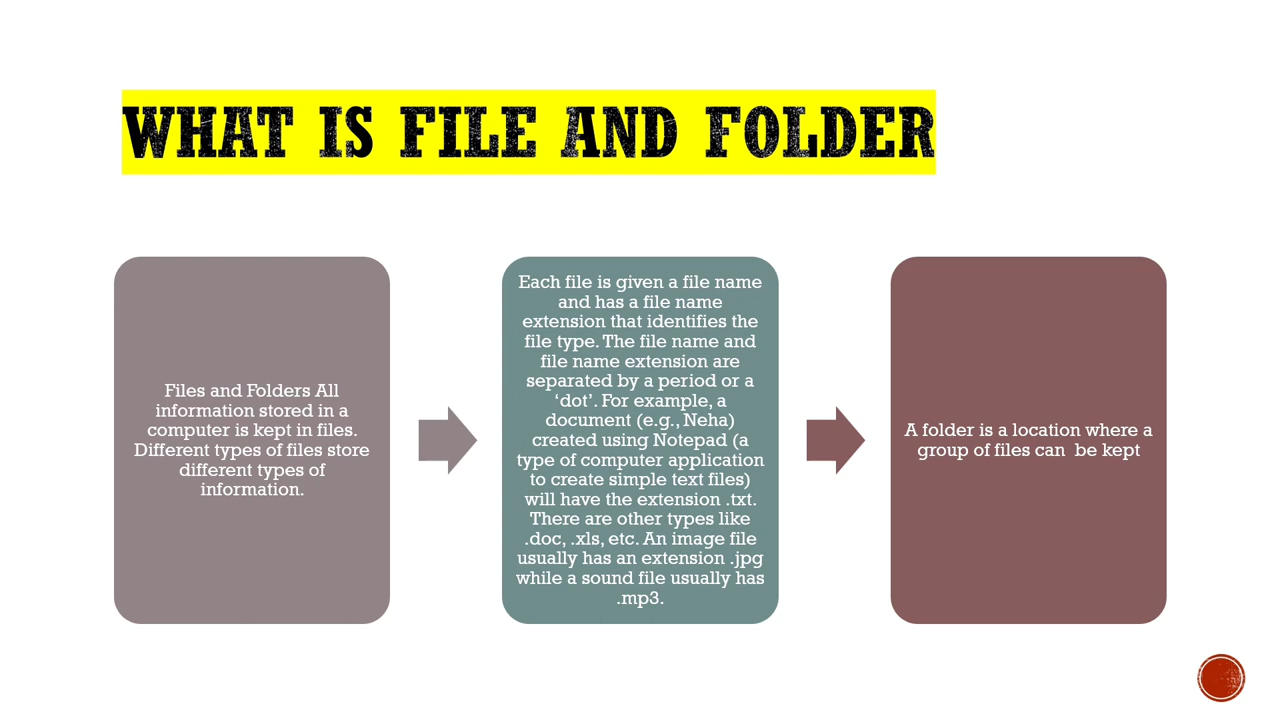 WHAT IS FILE AND FOLDER
Files and Folders All
information stored in a
computer is kept in files.
Different types of files store
different types of
information.
Each file is given a file name
and has a file name
extension that identifies the
file type. The file name and
file name extension are
separated by a period or a
‘dot’. For example, a
document (e.g., Neha)
created using Notepad (a
type of computer application
to create simple text files)
will have the extension .txt.
There are other types like
.doc, .xls, etc. An image file
usually has an extension .jpg
while a sound file usually has
.mp3.
A folder is a location where a
group of files can  be kept